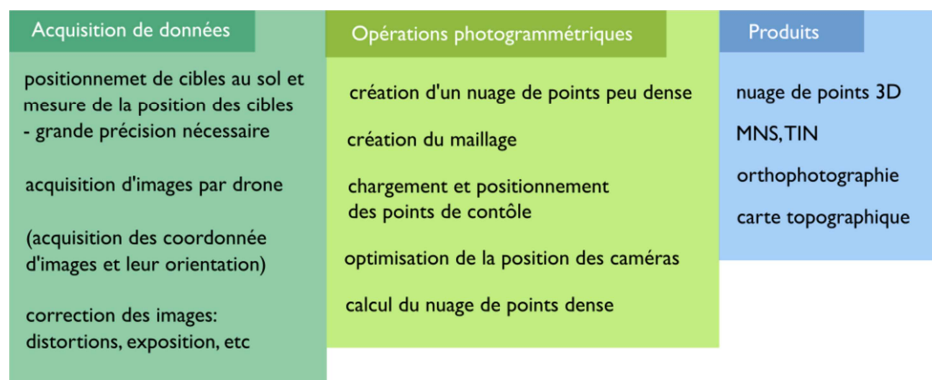 Acquisition de données
positionnemet de cibles au sol et
mesure de la position des cibles
- grande précision nécessaire
acquisition d'images par drone
(acquisition des coordonnée
d'images et leur orientation)
correction des images:
distortions, exposition, etc
Opérations photogrammétriques
création d'un nuage de points peu dense
création du maillage
chargement et positionnement
des points de contôle
optimisation de la position des caméras
calcul du nuage de points dense
Produits
nuage de points 3D
MNS, TIN
orthophotographie
carte topographique